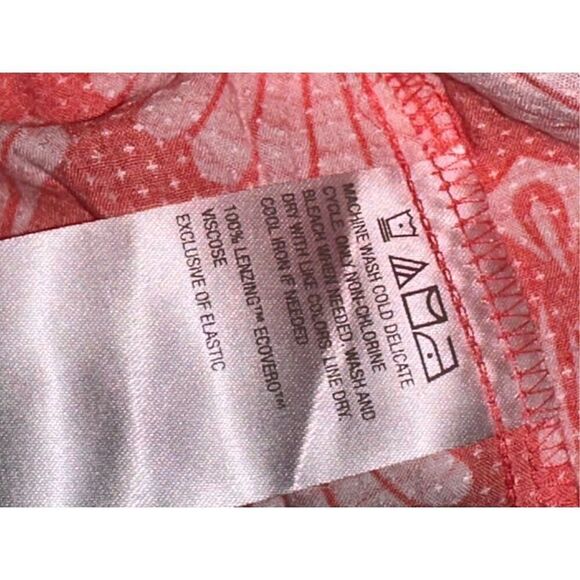 MACHINE WASH COLD DELICATE
CYCLE ONLY NON-CHLORINE
BLEACH WHEN NEEDED, WASH AND
DRY WITH LIKE COLORS, LINE DRY.
COOL IRON IF NEEDED
100% LENZING™ ECOVERO™
VISCOSE
EXCLUSIVE OF ELASTIC